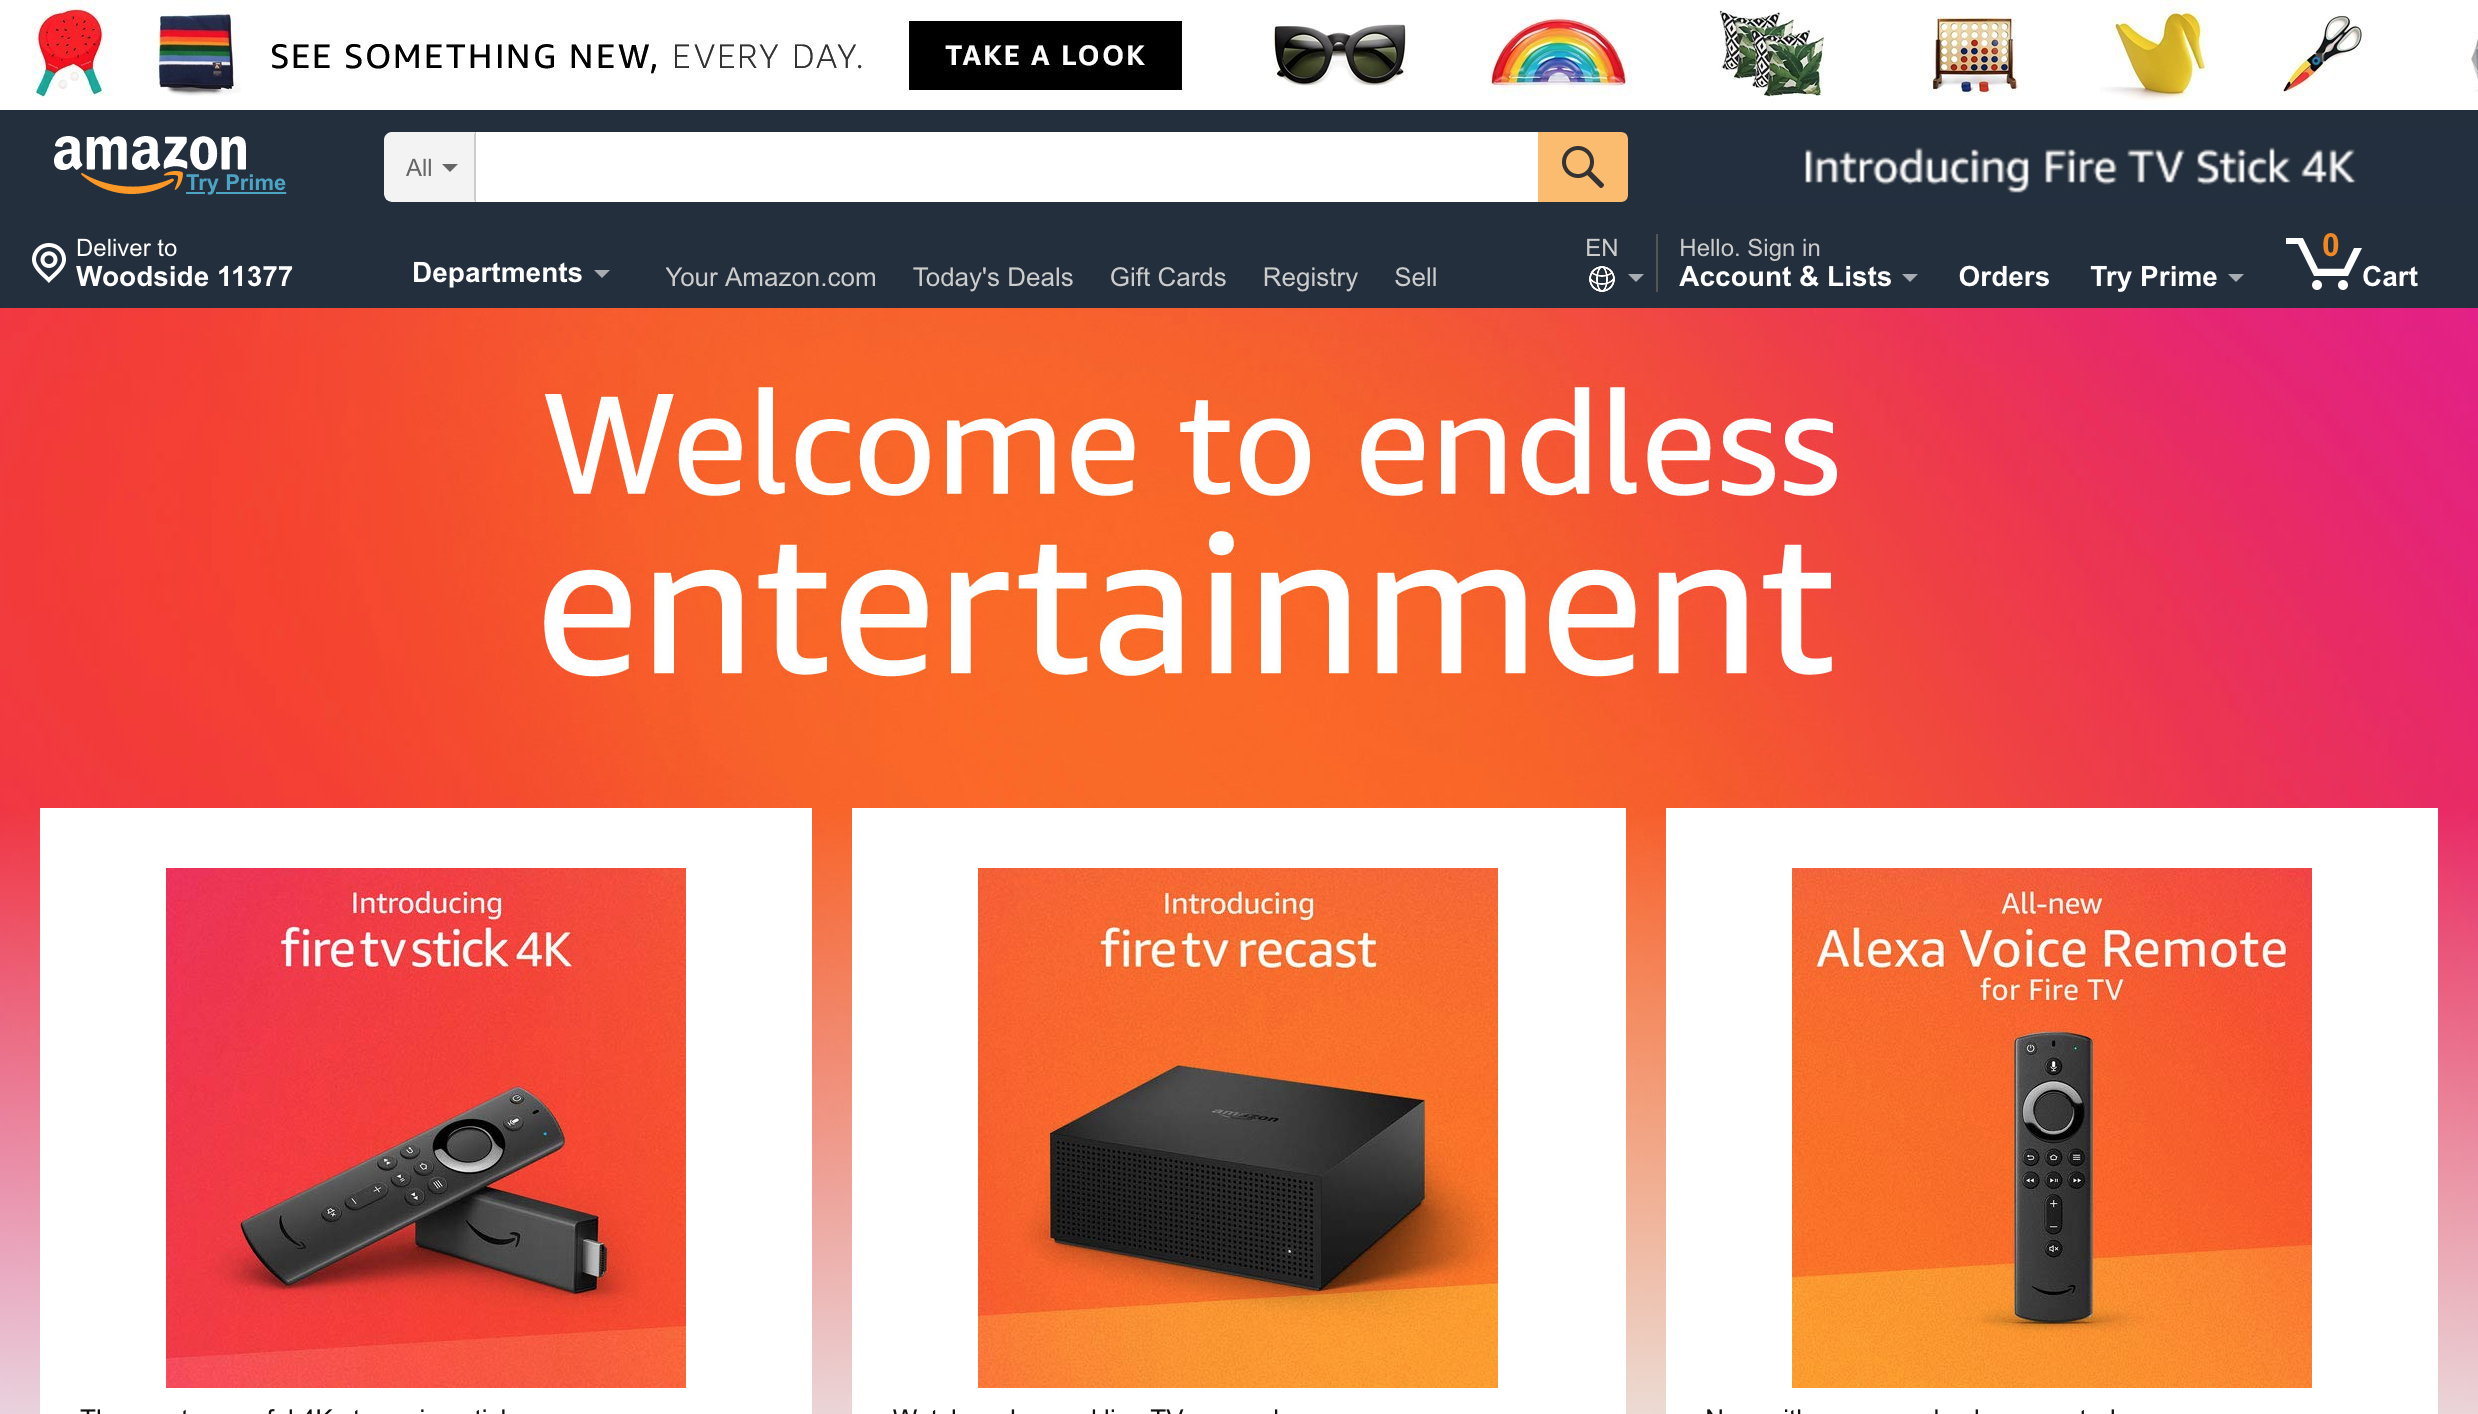 SEE SOMETHING NEW, EVERY DAY. TAKE A LOOK
amazon
Try Prime
All
Introducing Fire TV Stick 4K
Deliver to
Woodside 11377
Departments
Your Amazon.com Today's Deals Gift Cards Registry Sell
EN
Hello. Sign in
Account & Lists
Orders
Try Prime
0
Cart
Welcome to endless
entertainment
Introducing
fire tv stick 4K
Introducing
fire tv recast
amazon
All-new
Alexa Voice Remote
for Fire TV